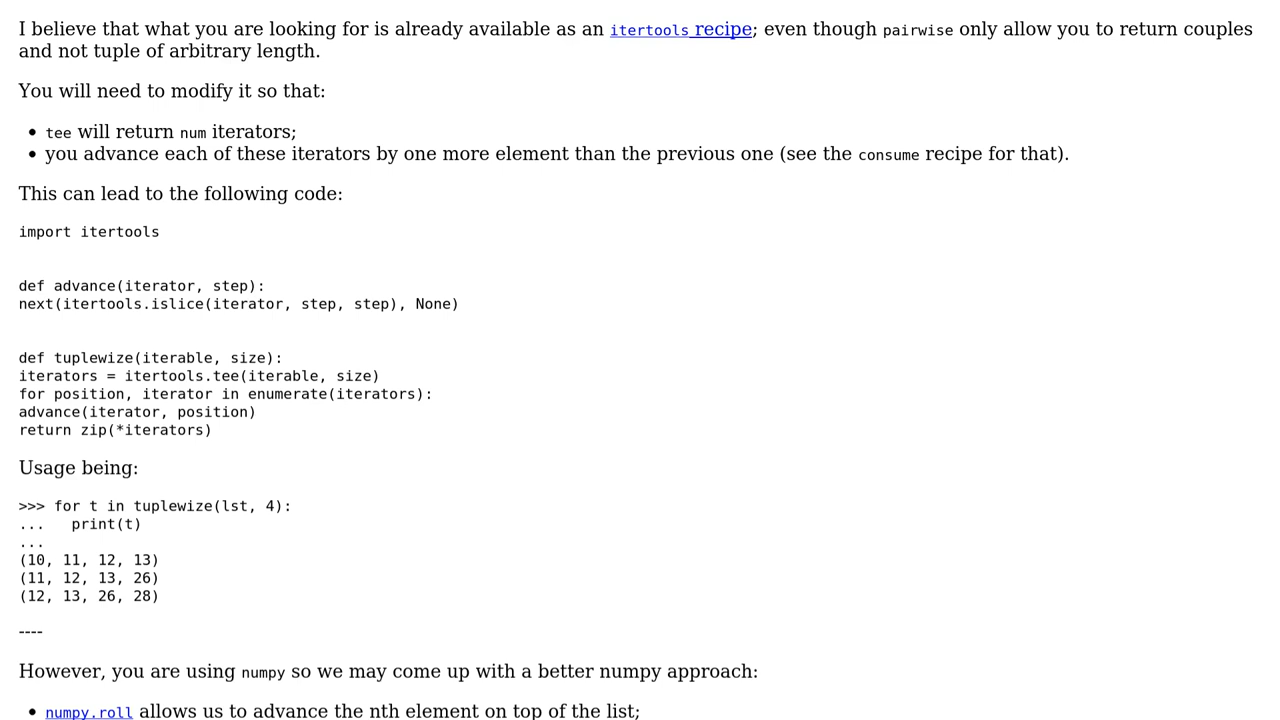 I believe that what you are looking for is already available as an itertools recipe; even though pairwise only allow you to return couples
and not tuple of arbitrary length.
You will need to modify it so that:
• tee will return num iterators;
• you advance each of these iterators by one more element than the previous one (see the consume recipe for that).
This can lead to the following code:
import itertools
def advance(iterator, step):
next(itertools.islice(iterator, step, step), None)
def tuplewize(iterable, size):
iterators = itertools.tee(iterable, size)
for position, iterator in enumerate(iterators):
advance(iterator, position)
return zip(*iterators)
Usage being:
>>> for t in tuplewize(lst, 4):
...   print(t)
...
(10, 11, 12, 13)
(11, 12, 13, 26)
(12, 13, 26, 28)
----
However, you are using numpy so we may come up with a better numpy approach:
• numpy.roll allows us to advance the nth element on top of the list;